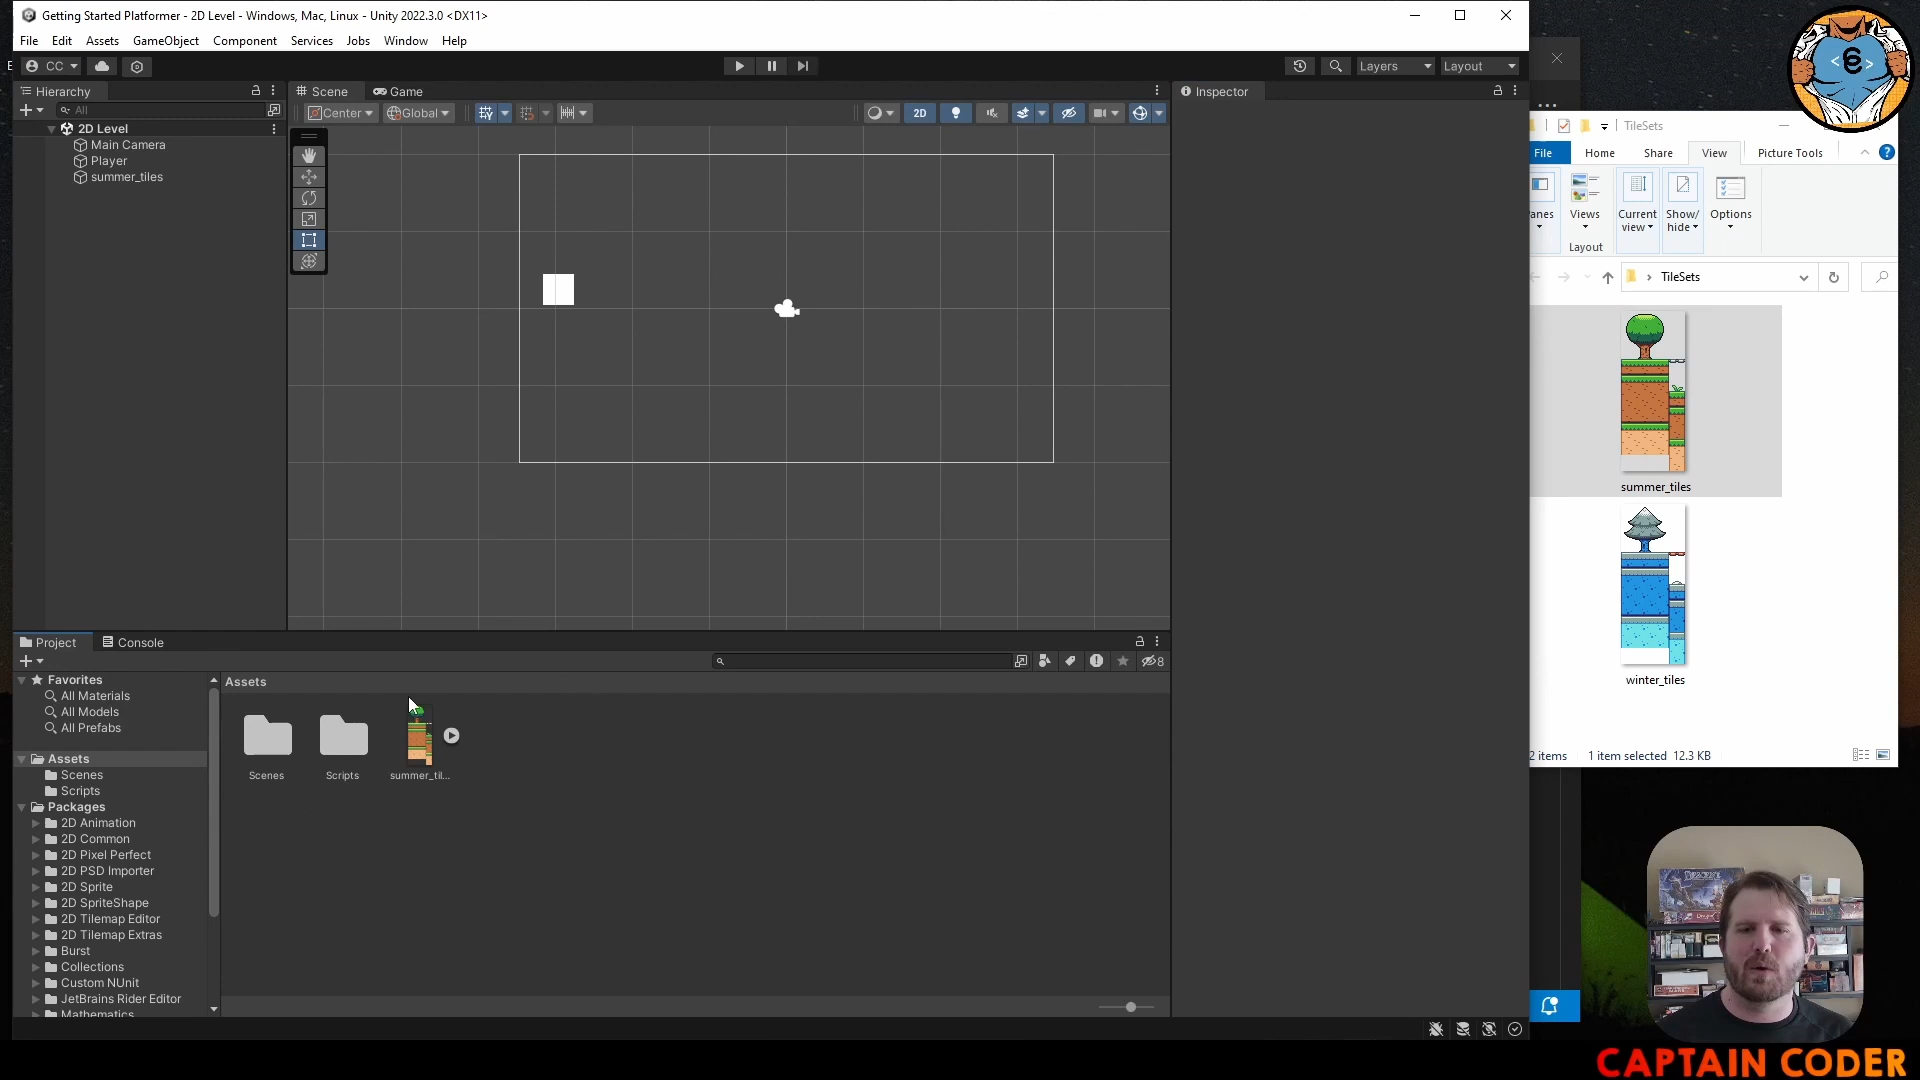 Getting Started Platformer - 2D Level - Windows, Mac, Linux - Unity 2022.3.0 <DX11>
File Edit Assets GameObject Component Services Jobs Window Help
CC
Layers Layout
Hierarchy
All
2D Level
Main Camera
Player
summer_tiles
Scene Game
Center Global 2D
Inspector
TileSets
File Home Share View Picture Tools
anes
Views
Current view
Show/ hide
Options
Layout
TileSets
summer_tiles
winter_tiles
2 items 1 item selected 12.3 KB
Project Console
8
Favorites
All Materials
All Models
All Prefabs
Assets
Scenes
Scripts
Packages
2D Animation
2D Common
2D Pixel Perfect
2D PSD Importer
2D Sprite
2D SpriteShape
2D Tilemap Editor
2D Tilemap Extras
Burst
Collections
Custom NUnit
JetBrains Rider Editor
Mathematics
Assets
Scenes
Scripts
summer_til...
CAPTAIN CODER